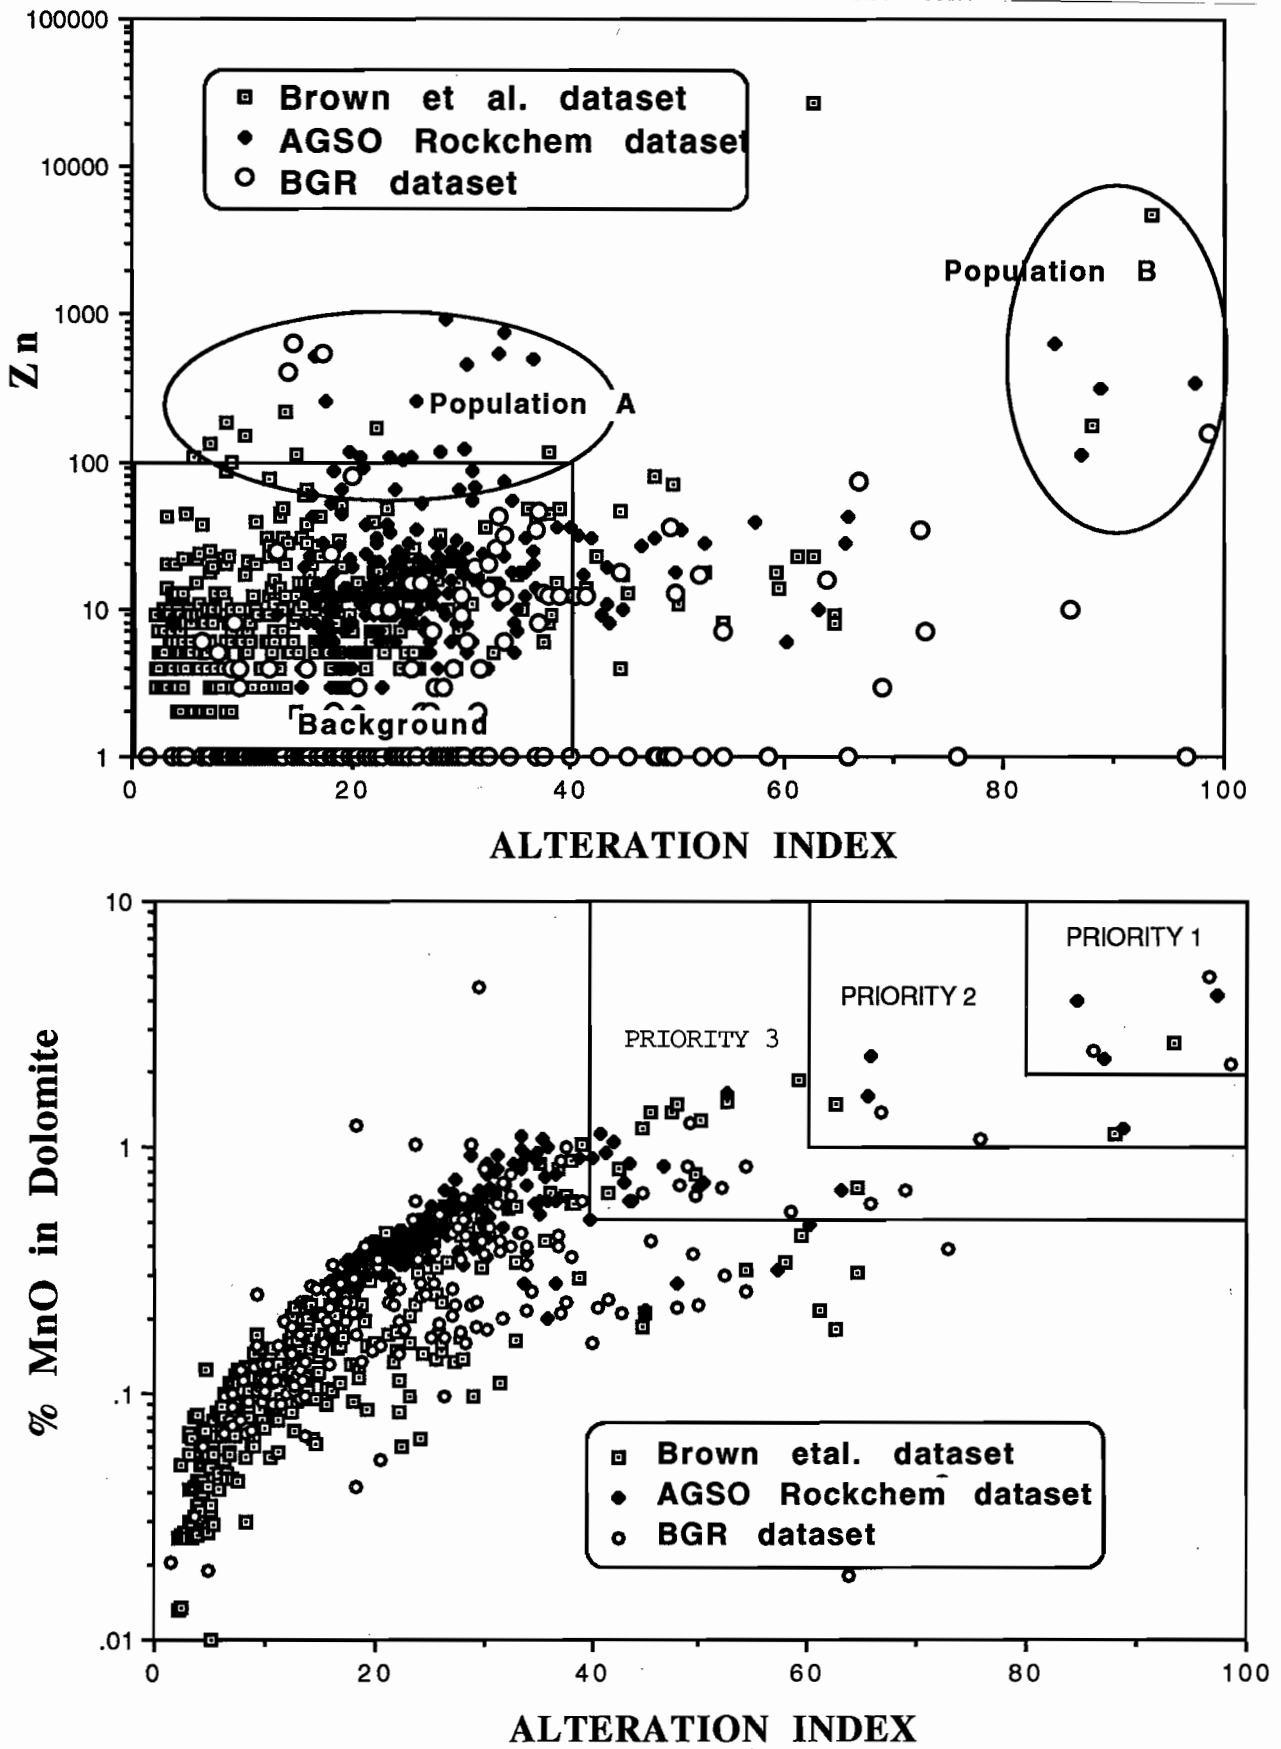 100000
10000
1000
100
10
1
Zn
Brown et al. dataset
AGSO Rockchem dataset
BGR dataset
Population B
Population A
Background
0 20 40 60 80 100
ALTERATION INDEX
10
1
.1
.01
% MnO in Dolomite
PRIORITY 1
PRIORITY 2
PRIORITY 3
Brown etal. dataset
AGSO Rockchem dataset
BGR dataset
0 20 40 60 80 100
ALTERATION INDEX